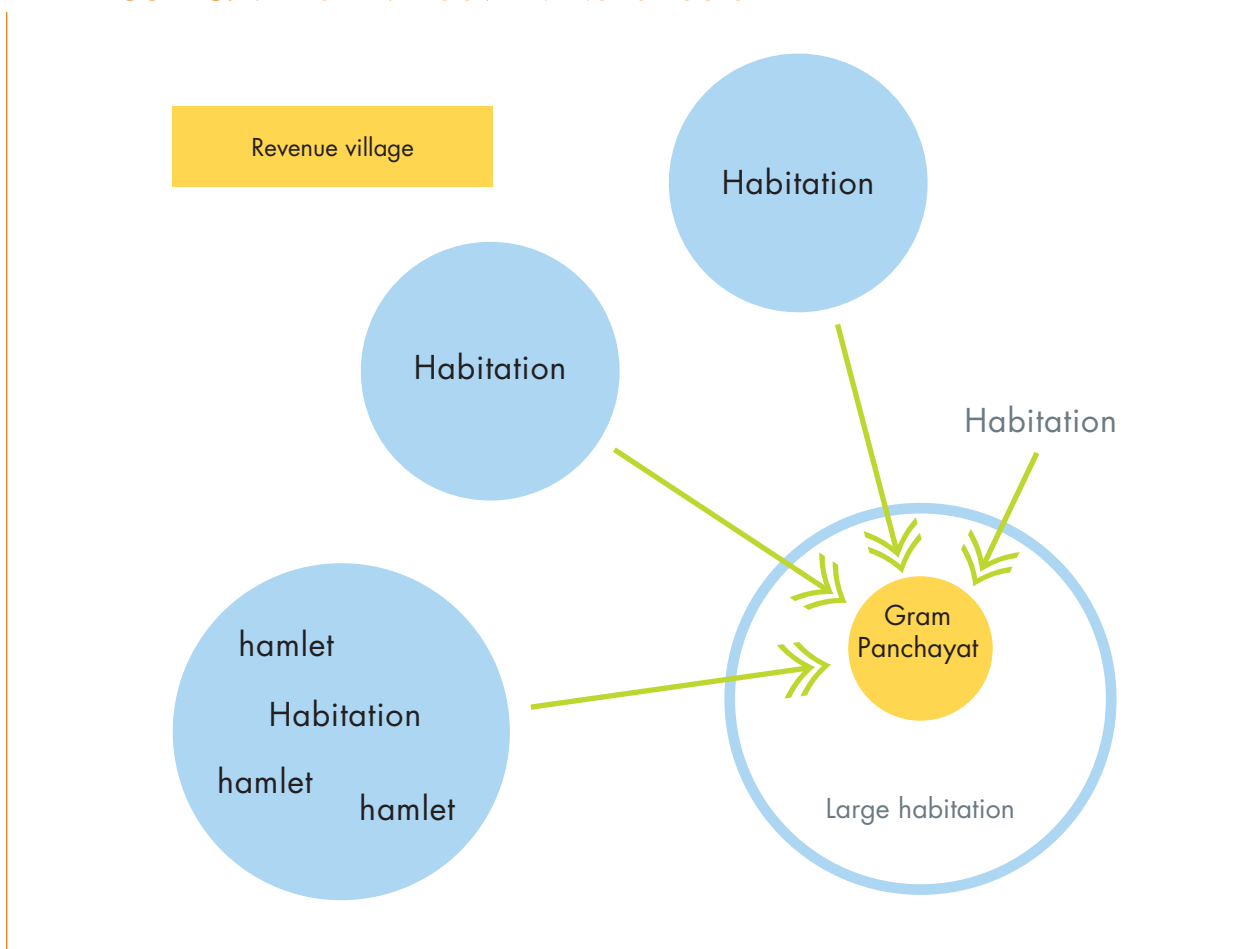 Revenue village
Habitation
Habitation
Habitation
Gram
Panchayat
hamlet
Habitation
hamlet
hamlet
Large habitation